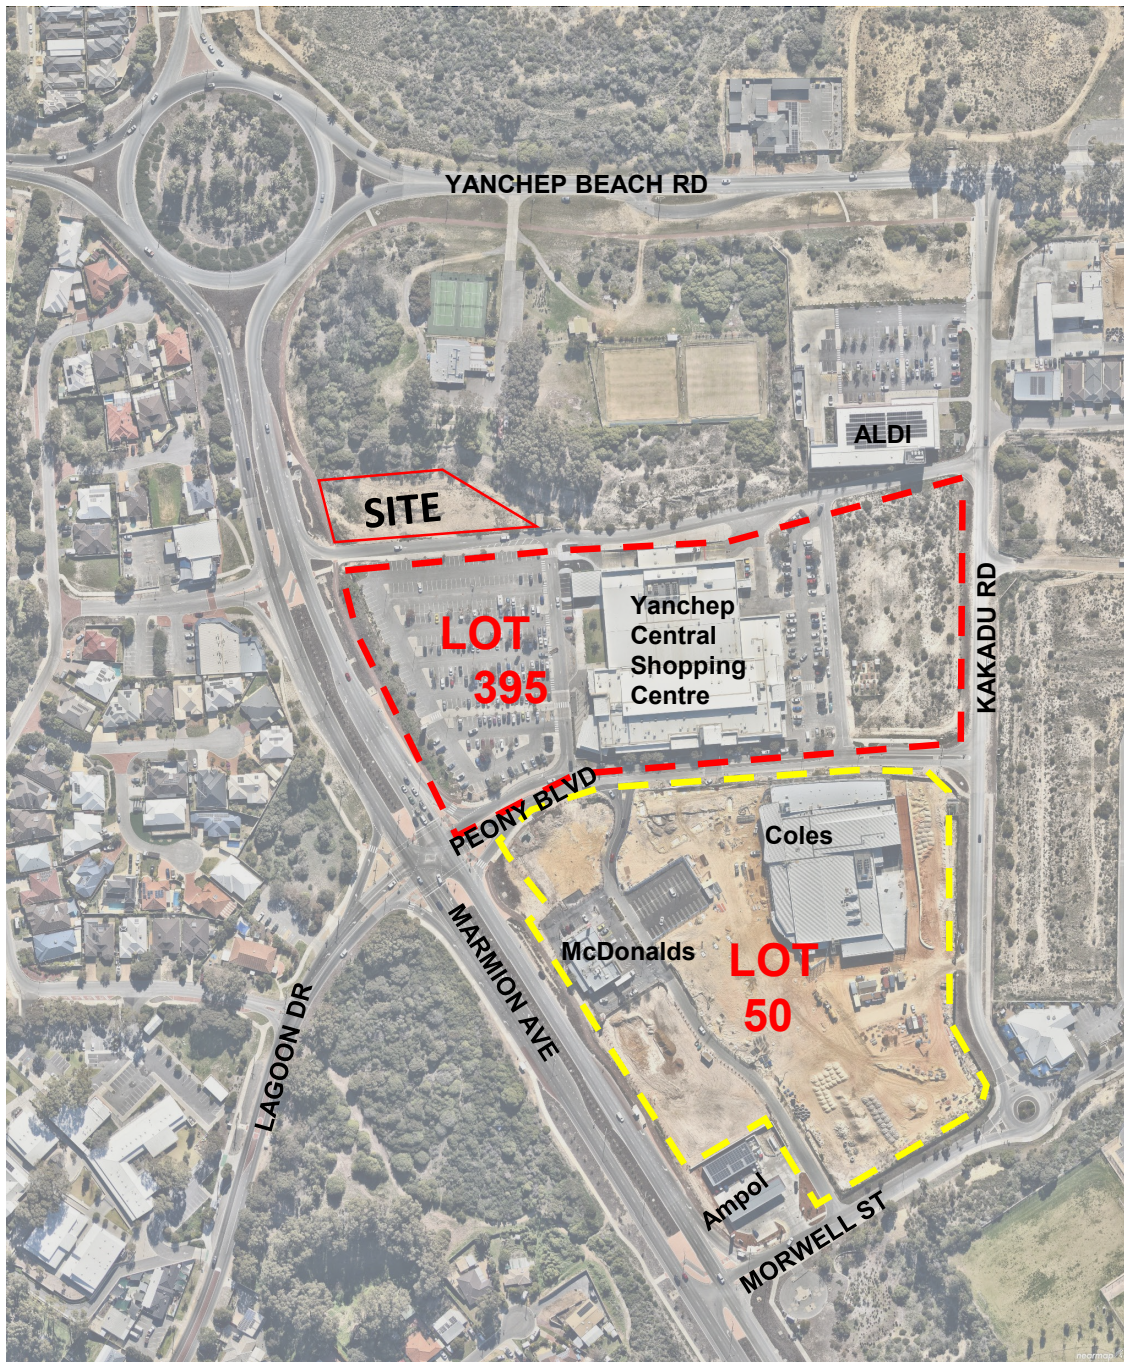 YANCHEP BEACH RD
ALDI
SITE
LOT
395
Yanchep
Central
Shopping
Centre
KAKADU RD
PEONY BLVD
Coles
McDonalds
LOT
50
MARMION AVE
LAGOON DR
Ampol
MORWELL ST
nearmap